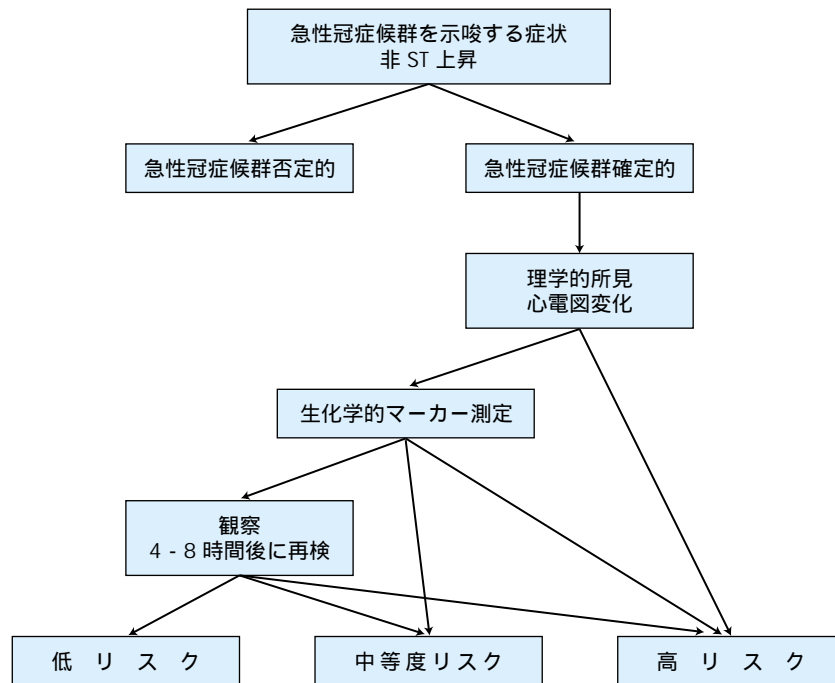 急性冠症候群を示唆する症状
非 ST 上昇
急性冠症候群否定的
急性冠症候群確定的
理学的所見
心電図変化
生化学的マーカー測定
観察
4 - 8 時間後に再検
低 リ ス ク
中等度リスク
高 リ ス ク